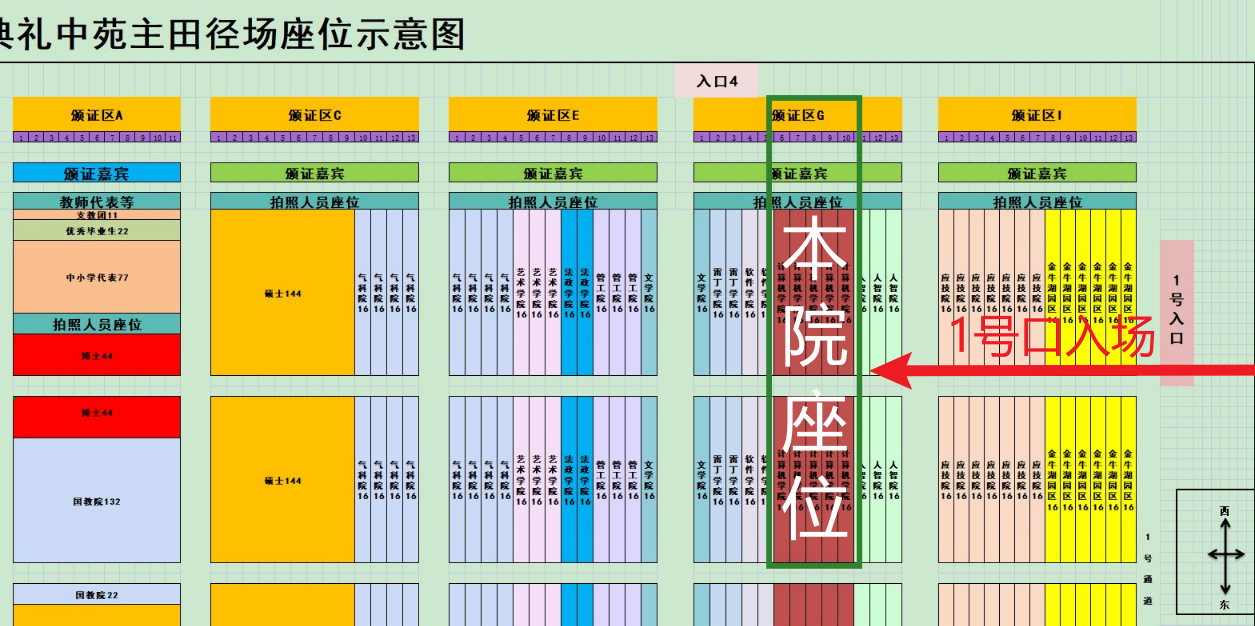 典礼中苑主田径场座位示意图
入口4
颁证区A 颁证区C 颁证区E 颁证区G 颁证区I
1 2 3 4 5 6 7 8 9 10 11
1 2 3 4 5 6 7 8 9 10 11 12 13
1 2 3 4 5 6 7 8 9 10 11 12 13
1 2 3 4 5 6 7 8 9 10 12 13
1 2 3 4 5 6 7 8 9 10 11 12 13
颁证嘉宾 颁证嘉宾 颁证嘉宾 颁证嘉宾 颁证嘉宾
教师代表等 拍照人员座位 拍照人员座位 拍照人员座位 拍照人员座位
支教团11
优秀毕业生22
中小学代表77
拍照人员座位
博士44
硕士144
气科院16 气科院16 气科院16 气科院16
气科院16 气科院16 气科院16 气科院16 艺术学院16 艺术学院16 艺术学院16 法政学院16 法政学院16 管工院16 管工院16 管工院16 文学院16
文学院16 雷丁学院16 雷丁学院16 软件学院16 计算机学院16 计算机学院16 计算机学院16 计算机学院16 计算机学院16 人智院16 人智院16
应技院16 应技院16 应技院16 应技院16 应技院16 应技院16 应技院16 金牛湖园区16 金牛湖园区16 金牛湖园区16 金牛湖园区16 金牛湖园区16 金牛湖园区16
本院座位
1号口入场
1号入口
博士44
国教院132
硕士144
气科院16 气科院16 气科院16 气科院16
气科院16 气科院16 气科院16 气科院16 艺术学院16 艺术学院16 艺术学院16 法政学院16 法政学院16 管工院16 管工院16 管工院16 文学院16
文学院16 雷丁学院16 雷丁学院16 软件学院16 计算机学院16 计算机学院16 计算机学院16 计算机学院16 计算机学院16 人智院16 人智院16
应技院16 应技院16 应技院16 应技院16 应技院16 应技院16 应技院16 金牛湖园区16 金牛湖园区16 金牛湖园区16 金牛湖园区16 金牛湖园区16 金牛湖园区16
1号通道
西
东
国教院22